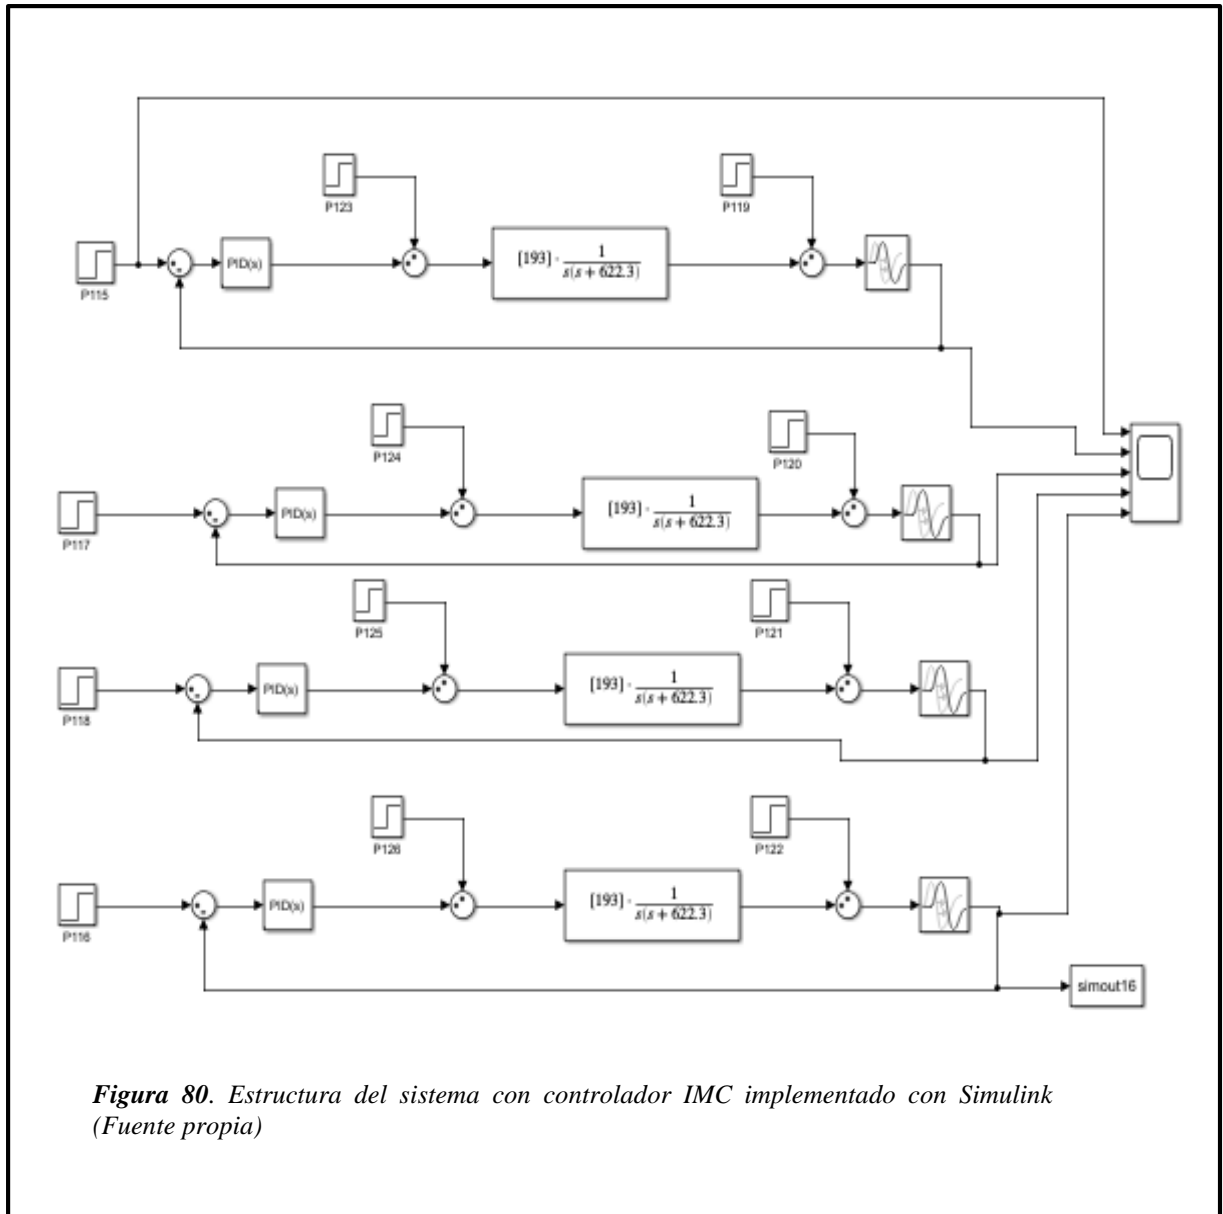 P123
P119
P115
PID(s)
[193] · 1 / s(s + 622.3)
P124
P120
P117
PID(s)
[193] · 1 / s(s + 622.3)
P125
P121
P118
PID(s)
[193] · 1 / s(s + 622.3)
P126
P122
P116
PID(s)
[193] · 1 / s(s + 622.3)
simout16
Figura 80. Estructura del sistema con controlador IMC implementado con Simulink
(Fuente propia)